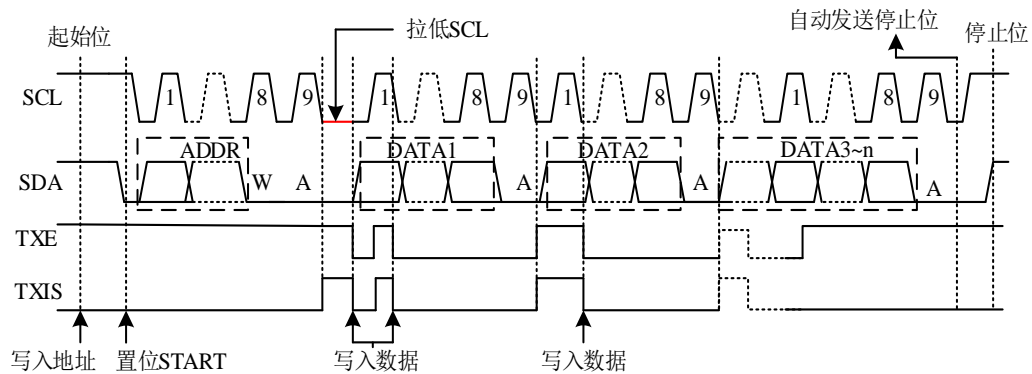 起始位
拉低SCL
自动发送停止位
停止位
SCL
1
8
9
1
8
9
1
8
9
1
8
9
ADDR
DATA1
DATA2
DATA3~n
SDA
W
A
A
A
A
TXE
TXIS
写入地址
置位START
写入数据
写入数据